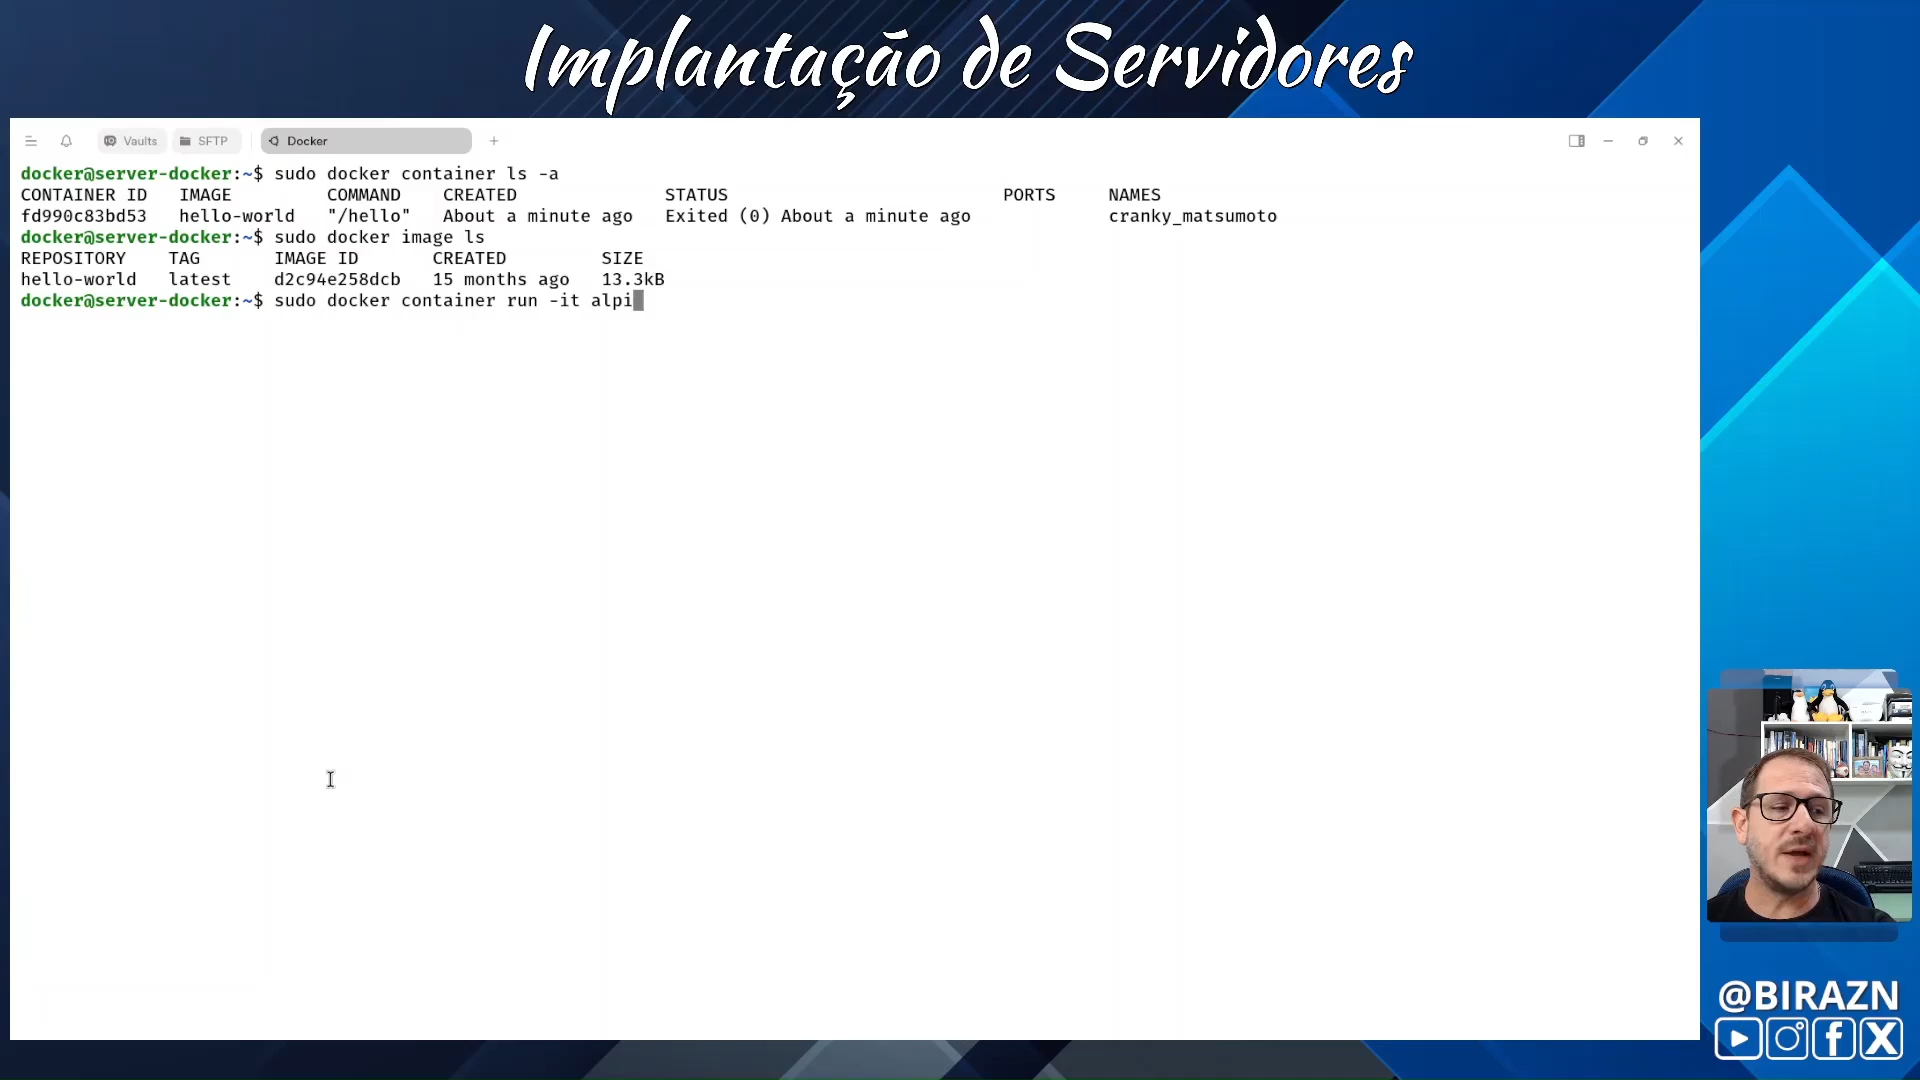 Implantação de Servidores
Vaults SFTP Docker
docker@server-docker:~$ sudo docker container ls -a
CONTAINER ID IMAGE COMMAND CREATED STATUS PORTS NAMES
fd990c83bd53 hello-world "/hello" About a minute ago Exited (0) About a minute ago cranky_matsumoto
docker@server-docker:~$ sudo docker image ls
REPOSITORY TAG IMAGE ID CREATED SIZE
hello-world latest d2c94e258dcb 15 months ago 13.3kB
docker@server-docker:~$ sudo docker container run -it alpi
@BIRAZN